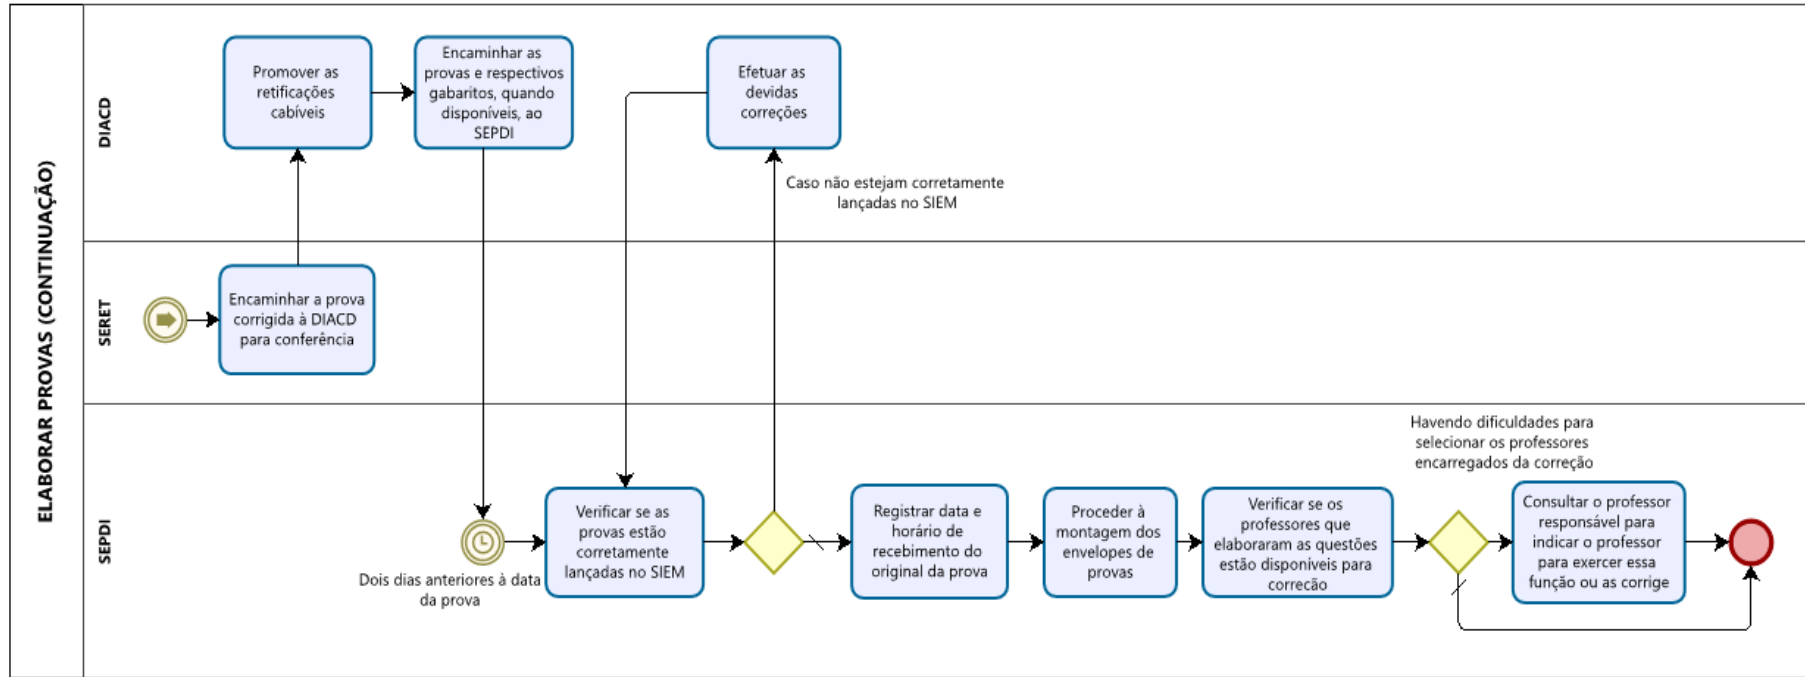 ELABORAR PROVAS (CONTINUAÇÃO)
DIACD
Promover as
retificações
cabíveis
Encaminhar as
provas e respectivos
gabaritos, quando
disponíveis, ao
SEPDI
Efetuar as
devidas
correções
Caso não estejam corretamente
lançadas no SIEM
SERET
Encaminhar a prova
corrigida à DIACD
para conferência
SEPDI
Dois dias anteriores à data
da prova
Verificar se as
provas estão
corretamente
lançadas no SIEM
Registrar data e
horário de
recebimento do
original da prova
Proceder à
montagem dos
envelopes de
provas
Verificar se os
professores que
elaboraram as questões
estão disponíveis para
correção
Havendo dificuldades para
selecionar os professores
encarregados da correção
Consultar o professor
responsável para
indicar o professor
para exercer essa
função ou as corrige